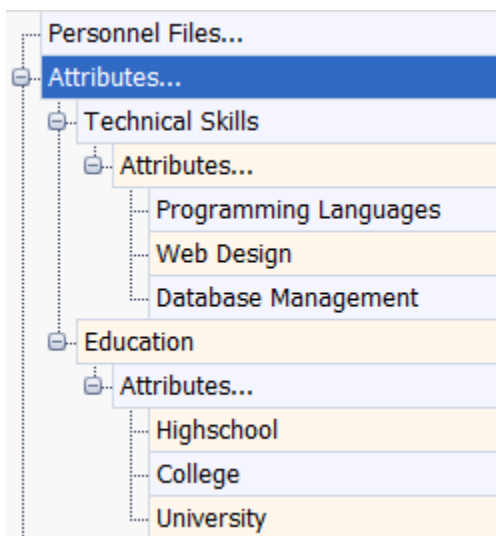 Personnel Files...
Attributes...
Technical Skills
Attributes...
Programming Languages
Web Design
Database Management
Education
Attributes...
Highschool
College
University